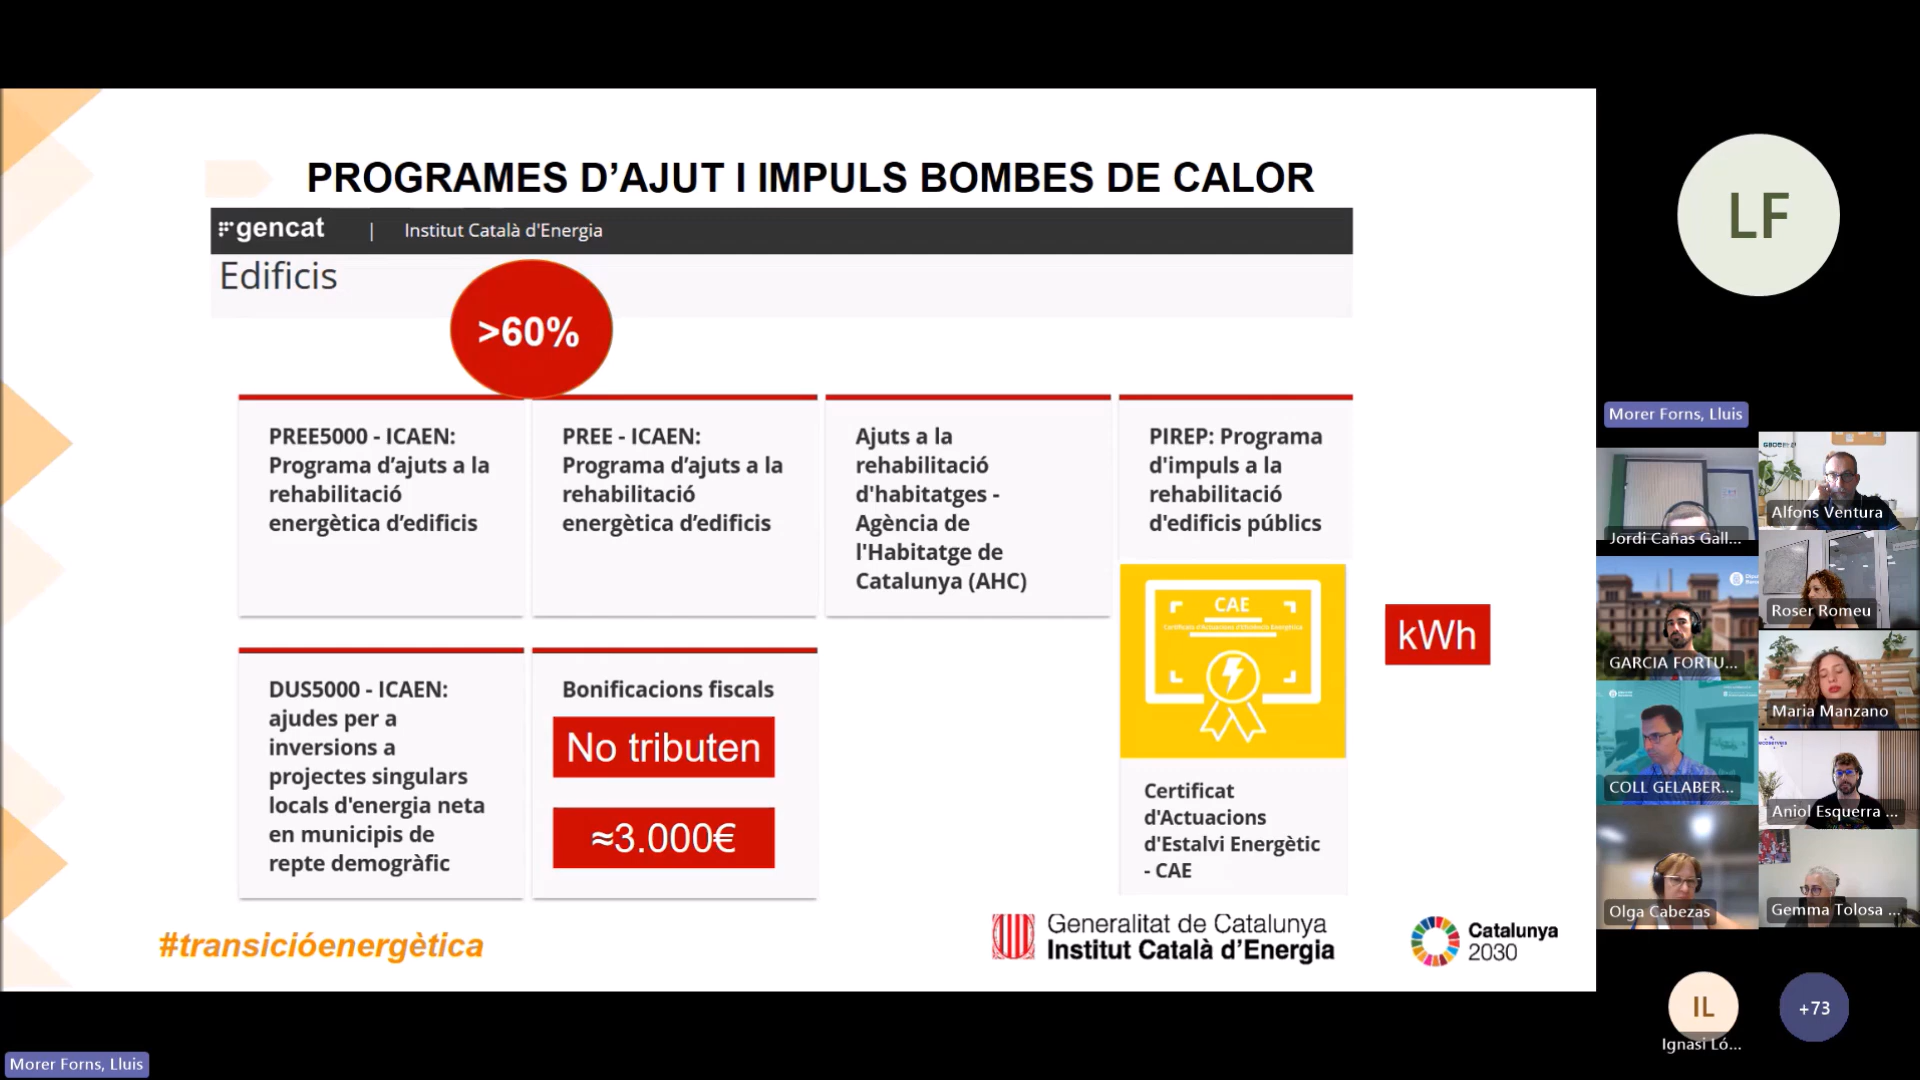 PROGRAMES D’AJUT I IMPULS BOMBES DE CALOR
gencat | Institut Català d'Energia
Edificis
>60%
PREE5000 - ICAEN:
Programa d’ajuts a la
rehabilitació
energètica d’edificis
PREE - ICAEN:
Programa d’ajuts a la
rehabilitació
energètica d’edificis
Ajuts a la
rehabilitació
d'habitatges -
Agència de
l'Habitatge de
Catalunya (AHC)
PIREP: Programa
d'impuls a la
rehabilitació
d'edificis públics
CAE
Certificats d'Actuacions d'Eficiència Energètica
kWh
DUS5000 - ICAEN:
ajudes per a
inversions a
projectes singulars
locals d'energia neta
en municipis de
repte demogràfic
Bonificacions fiscals
No tributen
≈3.000€
Certificat
d'Actuacions
d'Estalvi Energètic
- CAE
#transicióenergètica
Generalitat de Catalunya
Institut Català d’Energia
Catalunya
2030
Morer Forns, Lluis
LF
Morer Forns, Lluis
Jordi Cañas Gall...
Alfons Ventura
GARCIA FORTU...
Roser Romeu
COLL GELABER...
Maria Manzano
Olga Cabezas
Aniol Esquerra ...
Gemma Tolosa ...
IL
Ignasi Ló...
+73